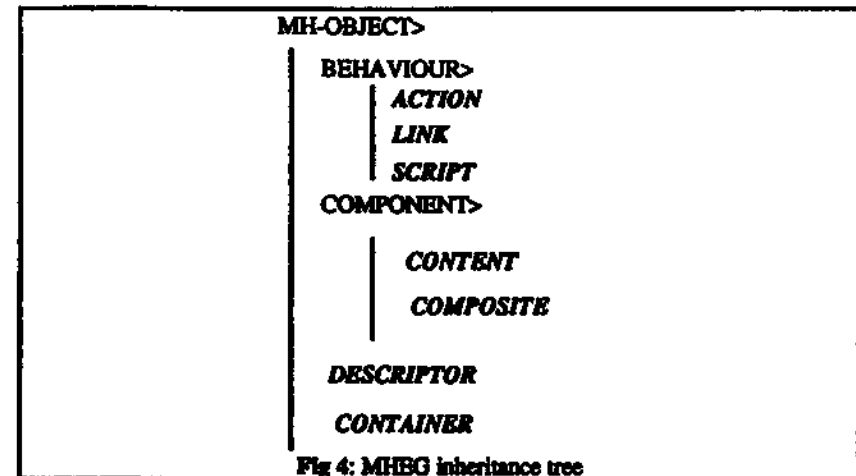 MH-OBJECT>
BEHAVIOUR>
ACTION
LINK
SCRIPT
COMPONENT>
CONTENT
COMPOSITE
DESCRIPTOR
CONTAINER
Fig 4: MHEG inheritance tree